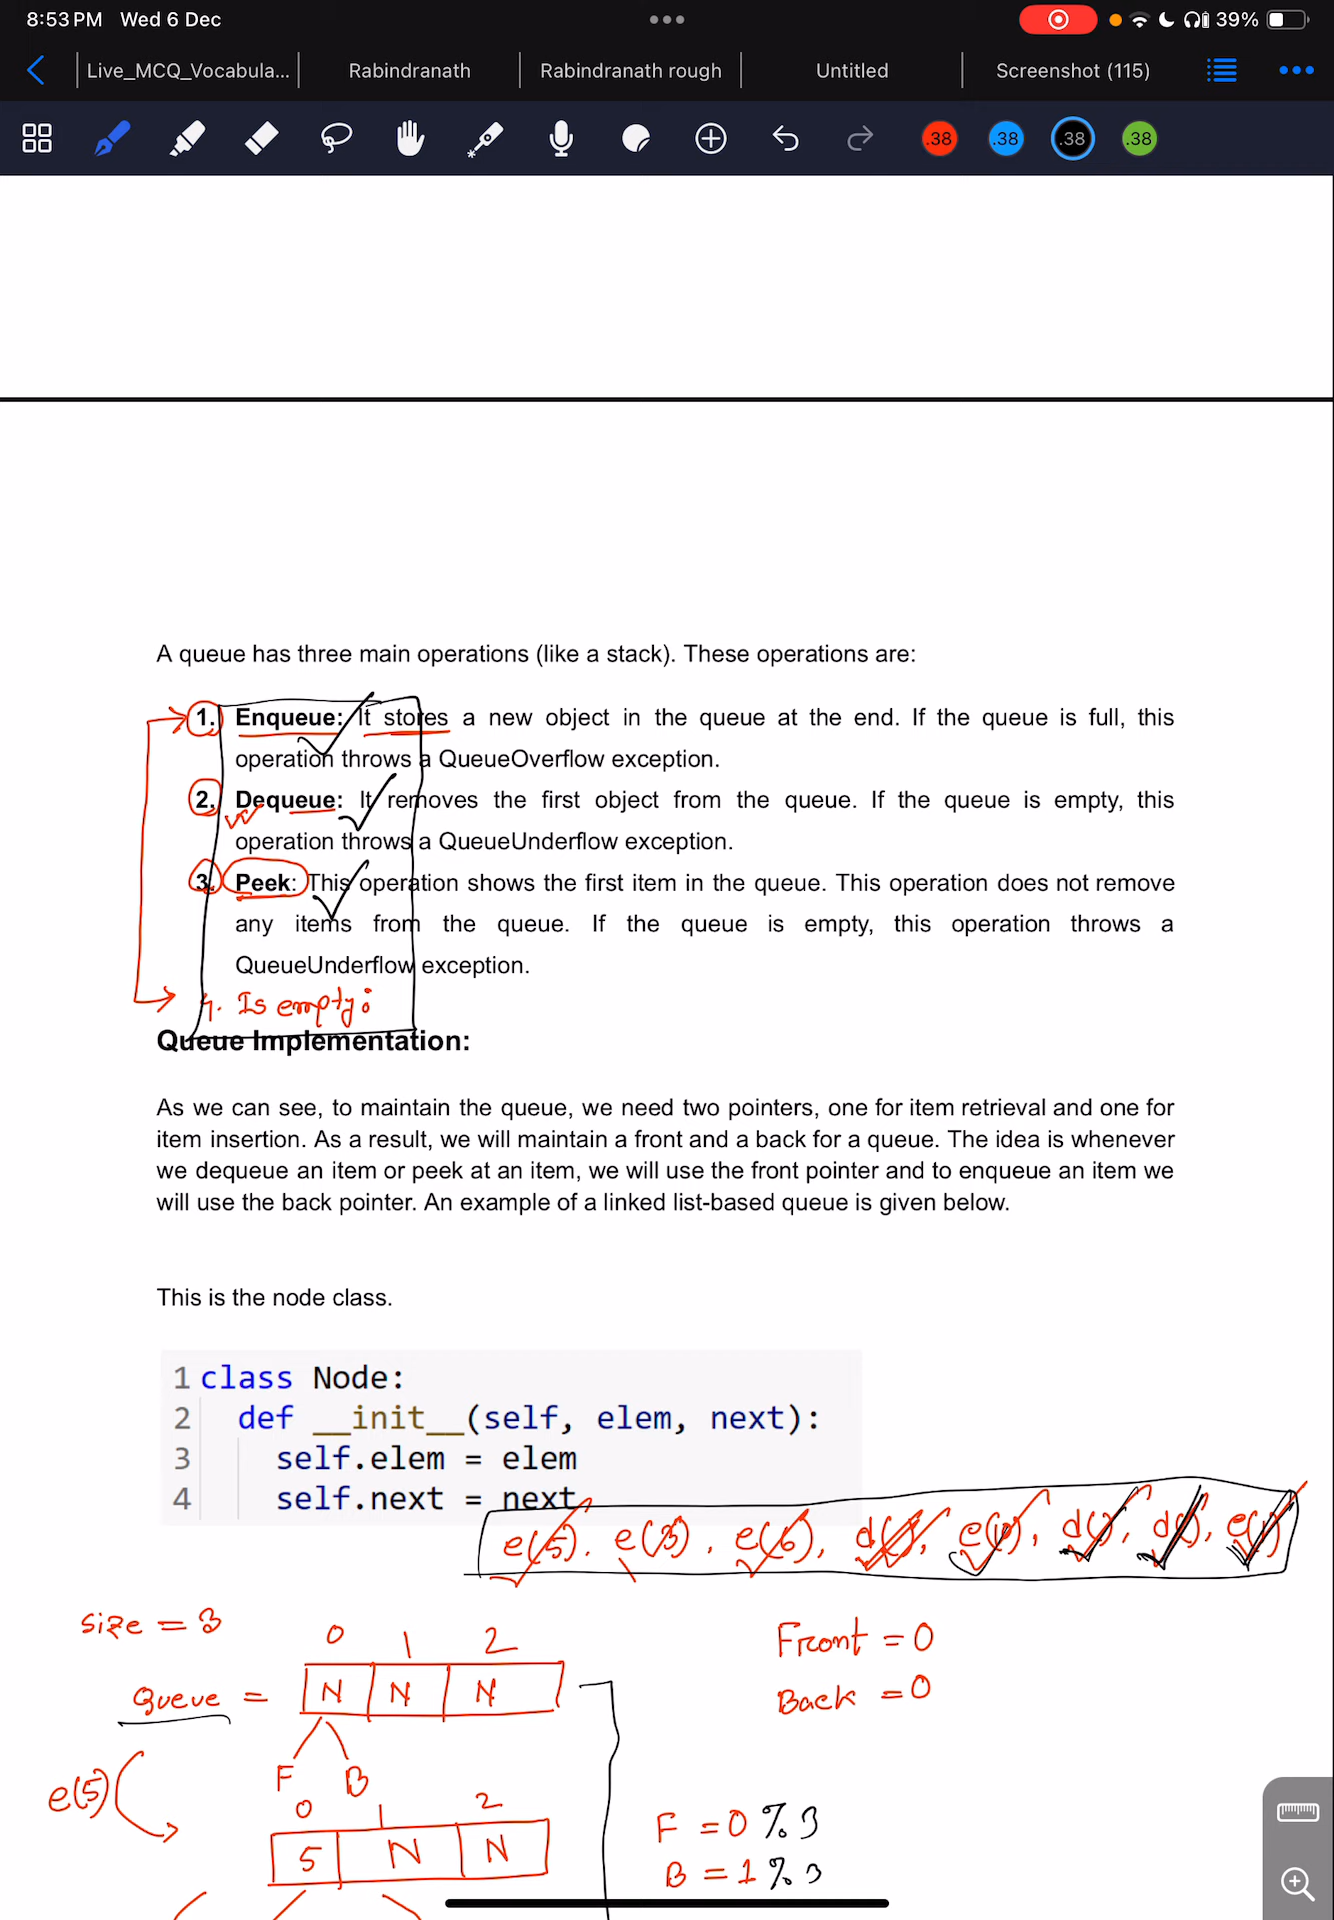 8:53 PM Wed 6 Dec
39%
Live_MCQ_Vocabula... Rabindranath Rabindranath rough Untitled Screenshot (115)
.38 .38 .38 .38
A queue has three main operations (like a stack). These operations are:
1. Enqueue: It stores a new object in the queue at the end. If the queue is full, this
operation throws a QueueOverflow exception.
2. Dequeue: It removes the first object from the queue. If the queue is empty, this
operation throws a QueueUnderflow exception.
3. Peek: This operation shows the first item in the queue. This operation does not remove
any items from the queue. If the queue is empty, this operation throws a
QueueUnderflow exception.
4. Is empty:
Queue Implementation:
As we can see, to maintain the queue, we need two pointers, one for item retrieval and one for
item insertion. As a result, we will maintain a front and a back for a queue. The idea is whenever
we dequeue an item or peek at an item, we will use the front pointer and to enqueue an item we
will use the back pointer. An example of a linked list-based queue is given below.
This is the node class.
1 class Node:
2 def __init__(self, elem, next):
3 self.elem = elem
4 self.next = next
e(5), e(3), e(6), d(), e(), d(), d(), e()
size = 3
0 1 2
Front = 0
Queue = N N N
Back = 0
F B
e(5)
0 1 2
F = 0 % 3
5 N N
B = 1 % 3